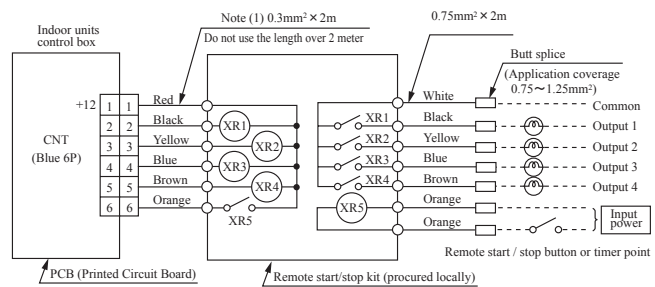 Note (1) 0.3mm² × 2m
0.75mm² × 2m
Indoor units
control box
Do not use the length over 2 meter
Butt splice
(Application coverage
0.75～1.25mm²)
CNT
(Blue 6P)
+12
1 1 Red
2 2 Black
3 3 Yellow
4 4 Blue
5 5 Brown
6 6 Orange
XR1
XR2
XR3
XR4
XR5
XR1
XR2
XR3
XR4
XR5
White
Common
Black
Output 1
Yellow
Output 2
Blue
Output 3
Brown
Output 4
Orange
Orange
Input
power
Remote start / stop button or timer point
PCB (Printed Circuit Board)
Remote start/stop kit (procured locally)